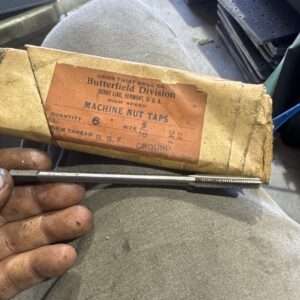 UNION TWIST DRILL CO.
Butterfield Division
DERBY LINE, VERMONT, U.S.A.
HIGH SPEED
MACHINE NUT TAPS
QUANTITY 6 SIZE 5/16 22
FORM THREAD B.S.F. GROUND